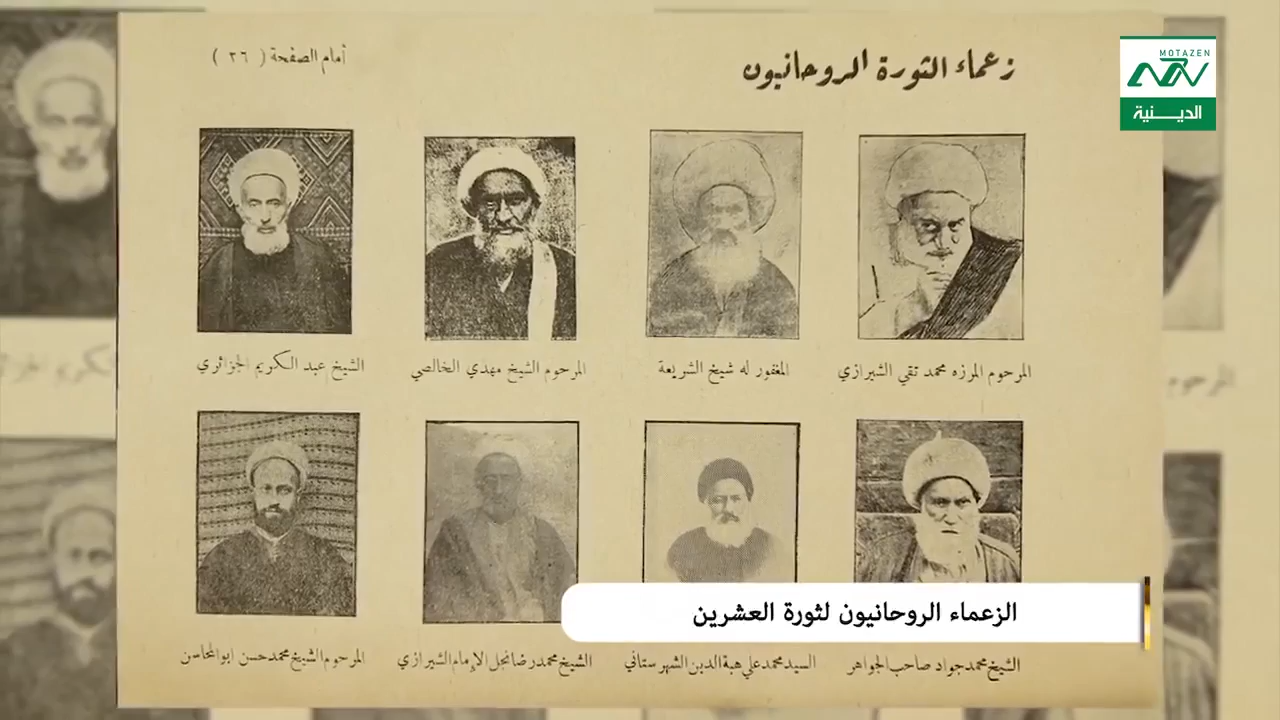 زعماء الثورة الروحانيون
أمام الصفحة ( ٣٦ )
MOTAZEN
الدينية
المرحوم المرزه محمد تقي الشيرازي
المغفور له شيخ الشريعة
المرحوم الشيخ مهدي الخالصي
الشيخ عبد الكريم الجزائري
الزعماء الروحانيون لثورة العشرين
الشيخ محمد جواد صاحب الجواهر
السيد محمد علي هبة الدين الشهرستاني
الشيخ محمد رضا نجل الإمام الشيرازي
المرحوم الشيخ محمد حسن ابو المحاسن